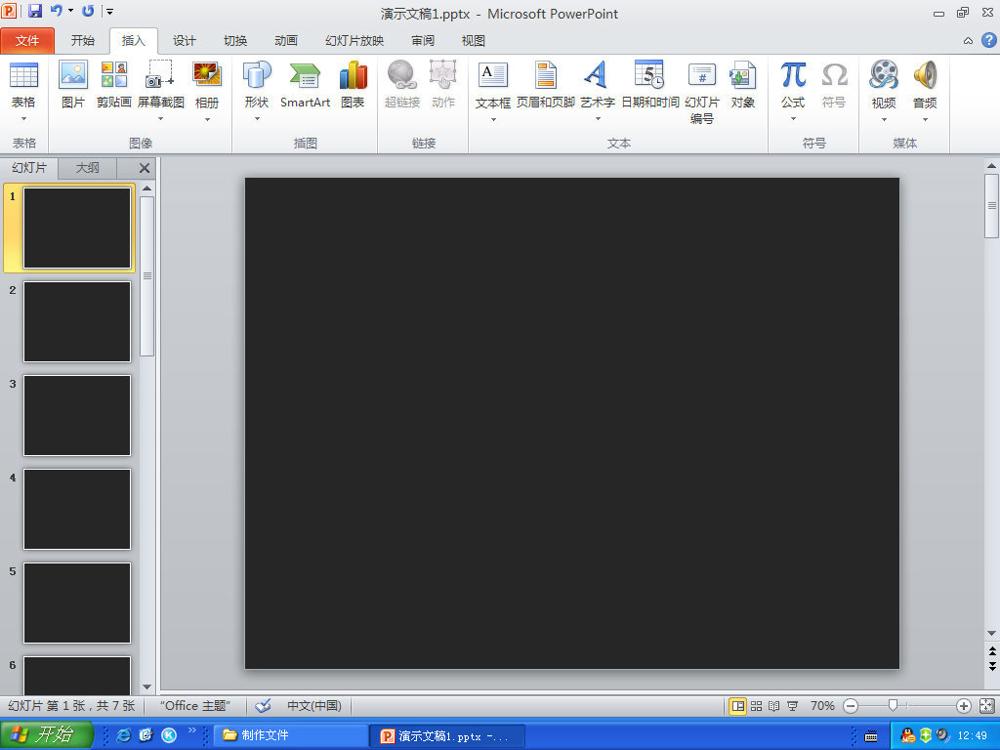 演示文稿1.pptx - Microsoft PowerPoint
文件 开始 插入 设计 切换 动画 幻灯片放映 审阅 视图
表格 图片 剪贴画 屏幕截图 相册 形状 SmartArt 图表 超链接 动作 文本框 页眉和页脚 艺术字 日期和时间 幻灯片编号 对象 公式 符号 视频 音频
表格 图像 插图 链接 文本 符号 媒体
幻灯片 大纲
1
2
3
4
5
6
幻灯片 第 1 张，共 7 张 "Office 主题" 中文(中国) 70%
开始 制作文件 演示文稿1.pptx -... 12:49